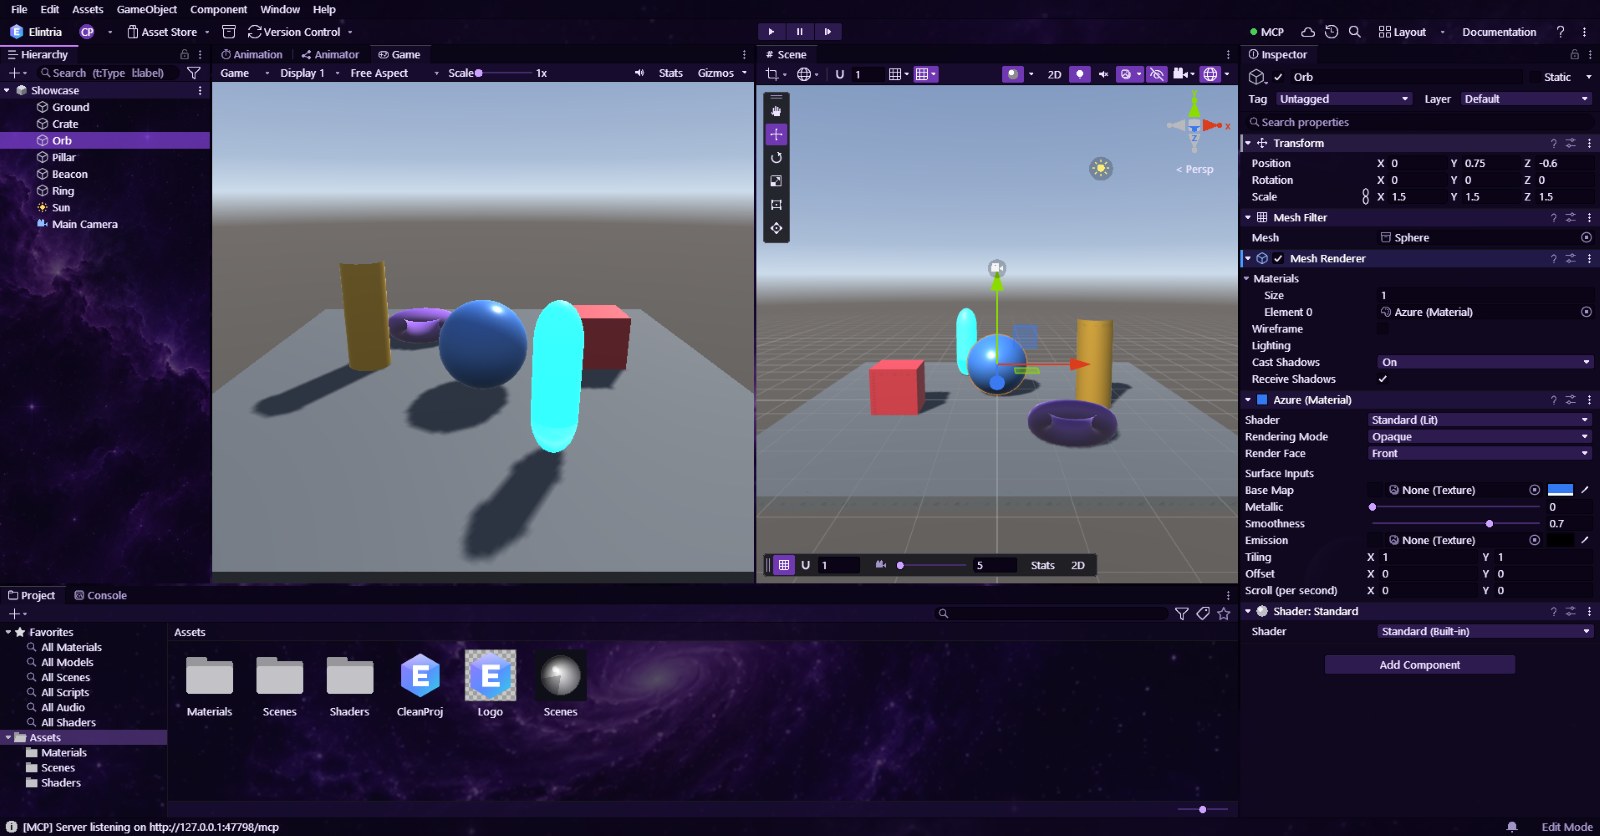 File Edit Assets GameObject Component Window Help
Elintria CP Asset Store Version Control MCP Layout Documentation ?
Hierarchy
Search (t:Type l:label)
Showcase
Ground
Crate
Orb
Pillar
Beacon
Ring
Sun
Main Camera
Animation Animator Game
Game Display 1 Free Aspect Scale 1x Stats Gizmos
# Scene
U 1 2D
Y
X
Z
< Persp
U 1 5 Stats 2D
Inspector
Orb Static
Tag Untagged Layer Default
Search properties
Transform ?
Position X 0 Y 0.75 Z -0.6
Rotation X 0 Y 0 Z 0
Scale X 1.5 Y 1.5 Z 1.5
Mesh Filter ?
Mesh Sphere
Mesh Renderer ?
Materials
Size 1
Element 0 Azure (Material)
Wireframe
Lighting
Cast Shadows On
Receive Shadows
Azure (Material) ?
Shader Standard (Lit)
Rendering Mode Opaque
Render Face Front
Surface Inputs
Base Map None (Texture)
Metallic 0
Smoothness 0.7
Emission None (Texture)
Tiling X 1 Y 1
Offset X 0 Y 0
Scroll (per second) X 0 Y 0
Shader: Standard ?
Shader Standard (Built-in)
Add Component
Project Console
Favorites
All Materials
All Models
All Scenes
All Scripts
All Audio
All Shaders
Assets
Materials
Scenes
Shaders
Assets
E E
Materials Scenes Shaders CleanProj Logo Scenes
[MCP] Server listening on http://127.0.0.1:47798/mcp Edit Mode